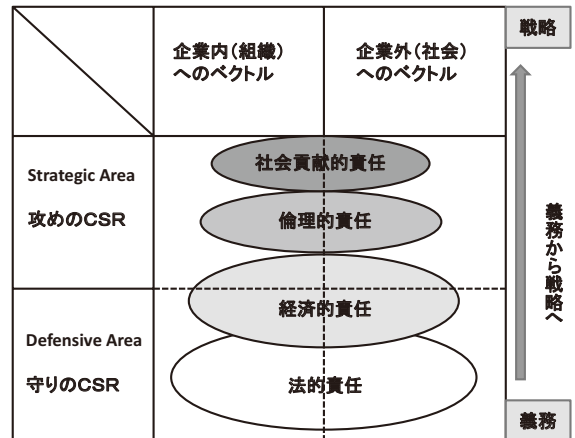 企業内（組織）
へのベクトル
企業外（社会）
へのベクトル
戦略
Strategic Area
攻めのCSR
社会貢献的責任
倫理的責任
経済的責任
Defensive Area
守りのCSR
法的責任
義務から戦略へ
義務